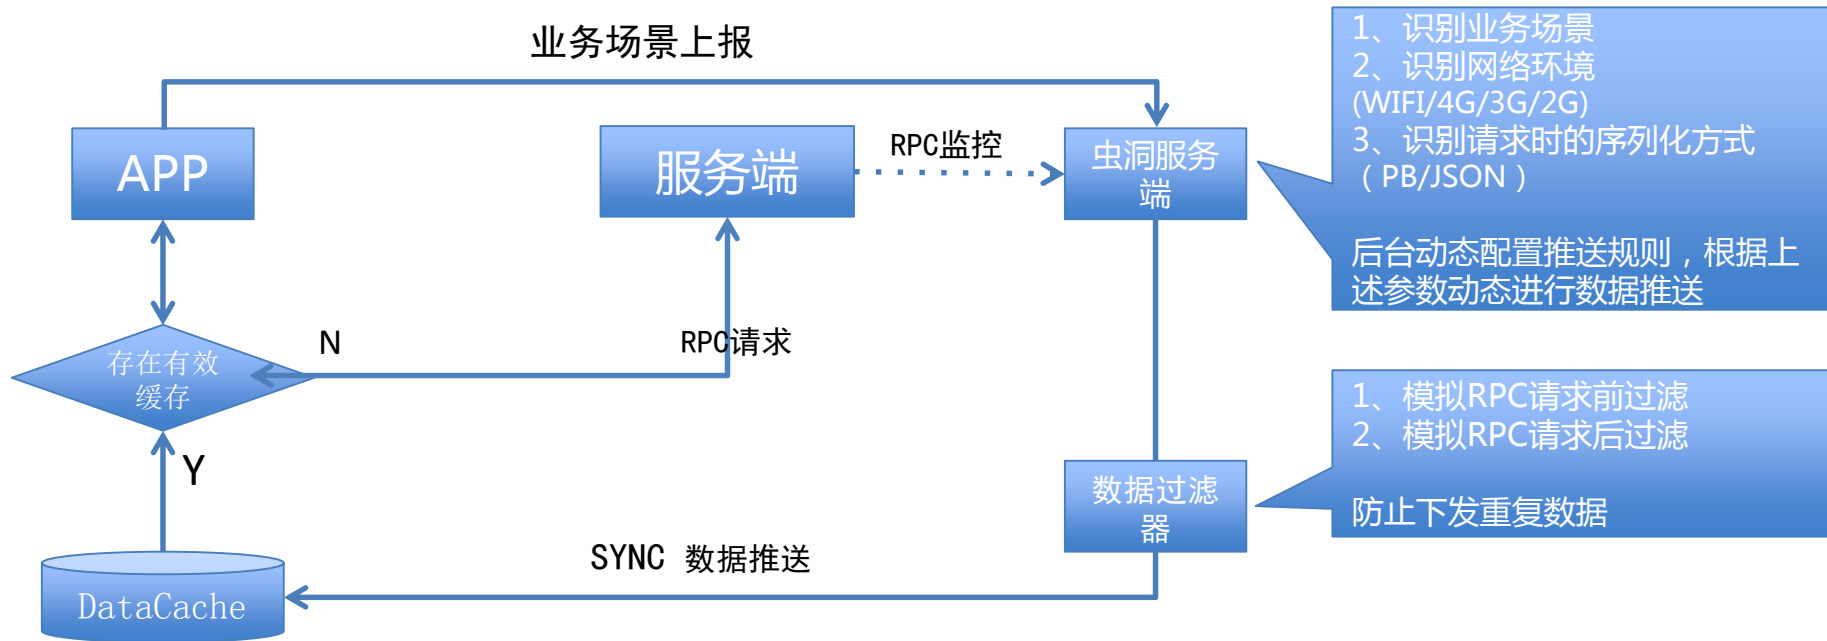 业务场景上报
APP
服务端
RPC监控
虫洞服务
端
1、识别业务场景
2、识别网络环境
(WIFI/4G/3G/2G)
3、识别请求时的序列化方式
（PB/JSON）
后台动态配置推送规则，根据上
述参数动态进行数据推送
存在有效
缓存
N
RPC请求
Y
数据过滤
器
1、模拟RPC请求前过滤
2、模拟RPC请求后过滤
防止下发重复数据
SYNC 数据推送
DataCache